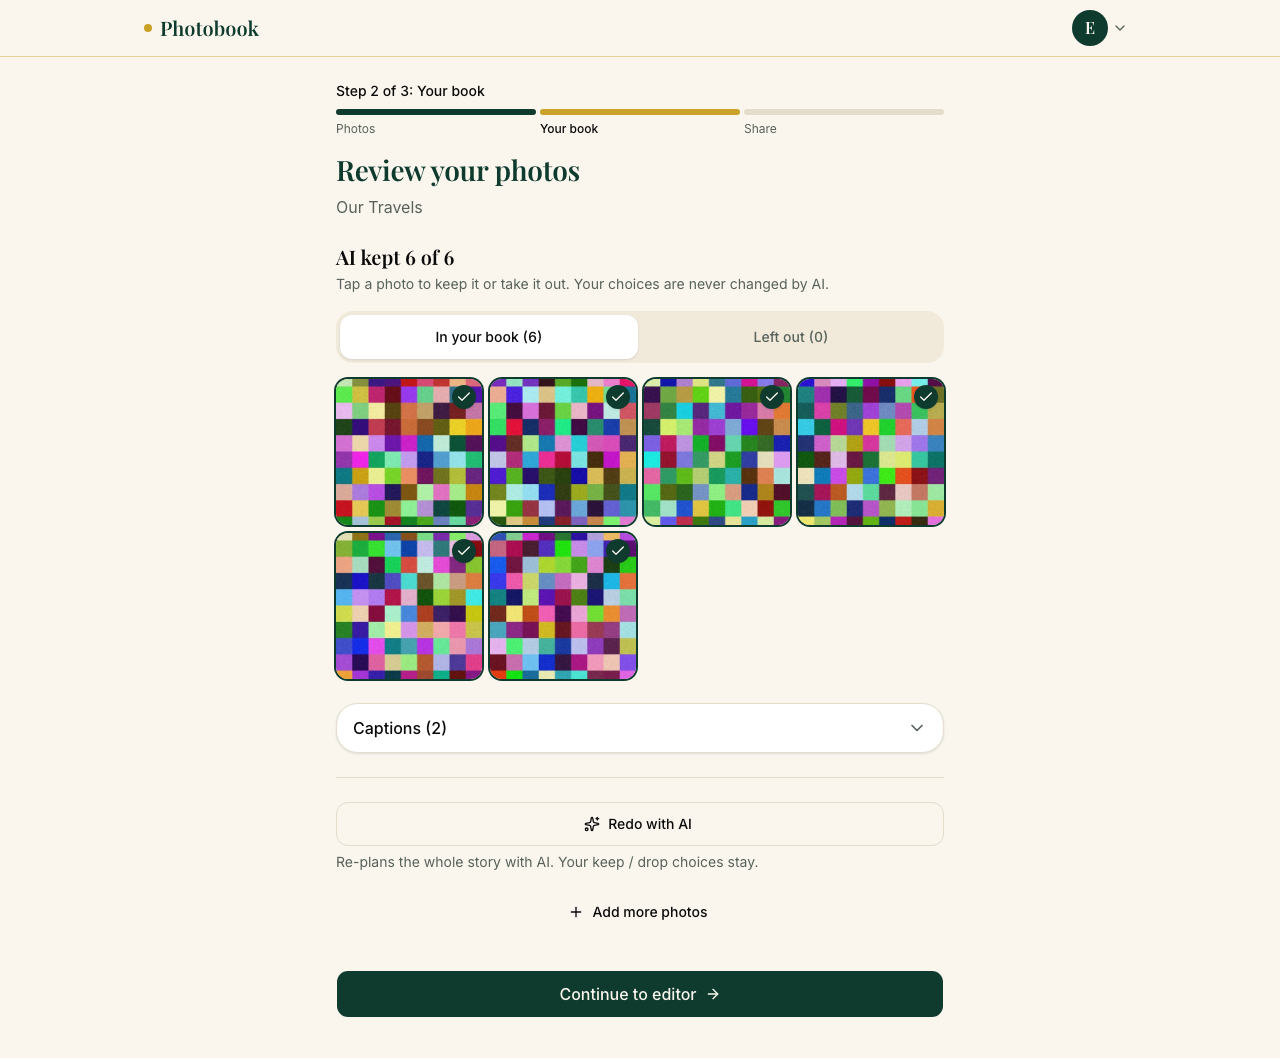 Photobook
E
Step 2 of 3: Your book
Photos
Your book
Share
Review your photos
Our Travels
AI kept 6 of 6
Tap a photo to keep it or take it out. Your choices are never changed by AI.
In your book (6)
Left out (0)
Captions (2)
Redo with AI
Re-plans the whole story with AI. Your keep / drop choices stay.
Add more photos
Continue to editor